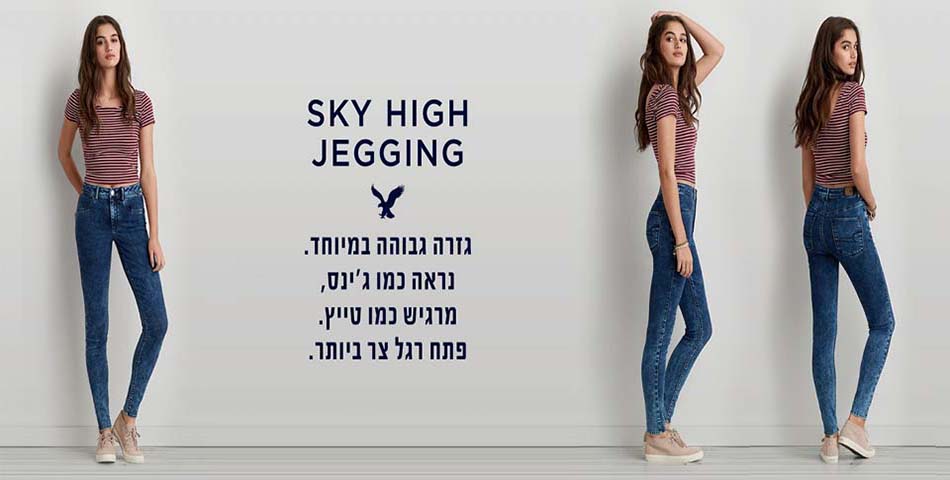 SKY HIGH
JEGGING
גזרה גבוהה במיוחד.
נראה כמו ג'ינס,
מרגיש כמו טייץ.
פתח רגל צר ביותר.